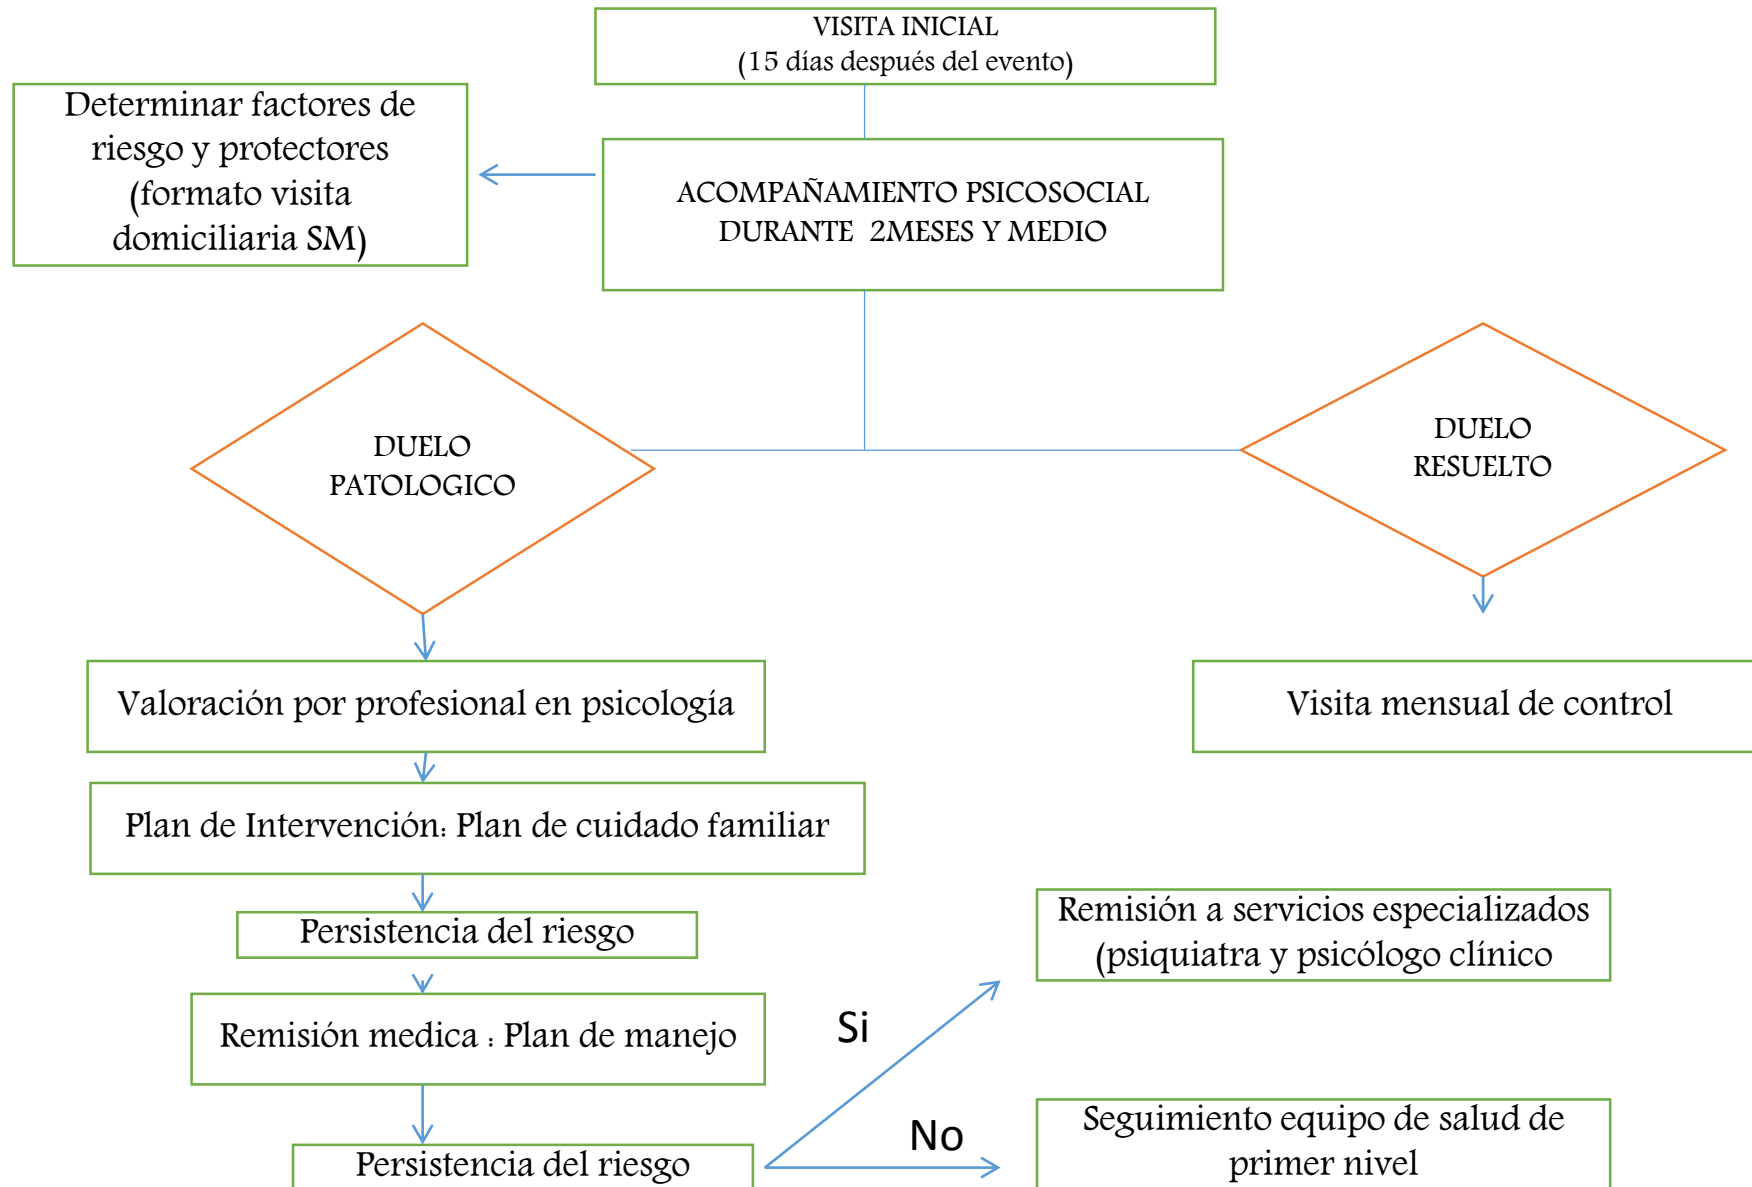 VISITA INICIAL
(15 días después del evento)
Determinar factores de
riesgo y protectores
(formato visita
domiciliaria SM)
ACOMPAÑAMIENTO PSICOSOCIAL
DURANTE 2MESES Y MEDIO
DUELO
PATOLOGICO
DUELO
RESUELTO
Valoración por profesional en psicología
Visita mensual de control
Plan de Intervención: Plan de cuidado familiar
Persistencia del riesgo
Remisión a servicios especializados
(psiquiatra y psicólogo clínico
Remisión medica : Plan de manejo
Si
Persistencia del riesgo
No
Seguimiento equipo de salud de
primer nivel